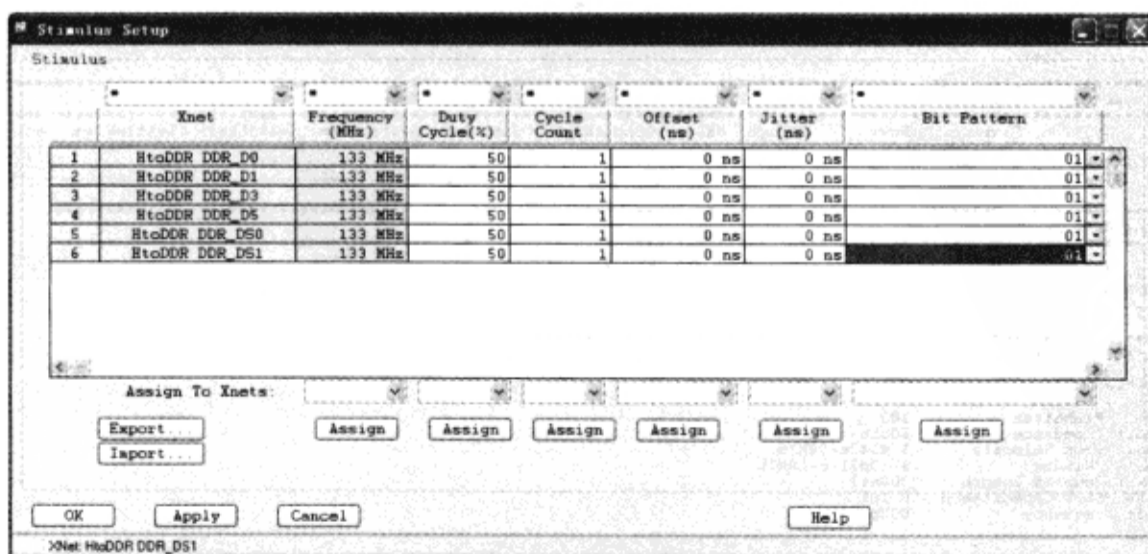 Stimulus Setup
Stimulus
* * * * * * *
Xnet Frequency (MHz) Duty Cycle(%) Cycle Count Offset (ns) Jitter (ns) Bit Pattern
1 HtoDDR DDR_D0 133 MHz 50 1 0 ns 0 ns 01
2 HtoDDR DDR_D1 133 MHz 50 1 0 ns 0 ns 01
3 HtoDDR DDR_D3 133 MHz 50 1 0 ns 0 ns 01
4 HtoDDR DDR_D5 133 MHz 50 1 0 ns 0 ns 01
5 HtoDDR DDR_DS0 133 MHz 50 1 0 ns 0 ns 01
6 HtoDDR DDR_DS1 133 MHz 50 1 0 ns 0 ns 01
Assign To Xnets:
Export... Assign Assign Assign Assign Assign Assign
Import...
OK Apply Cancel Help
XNet: HtoDDR DDR_DS1